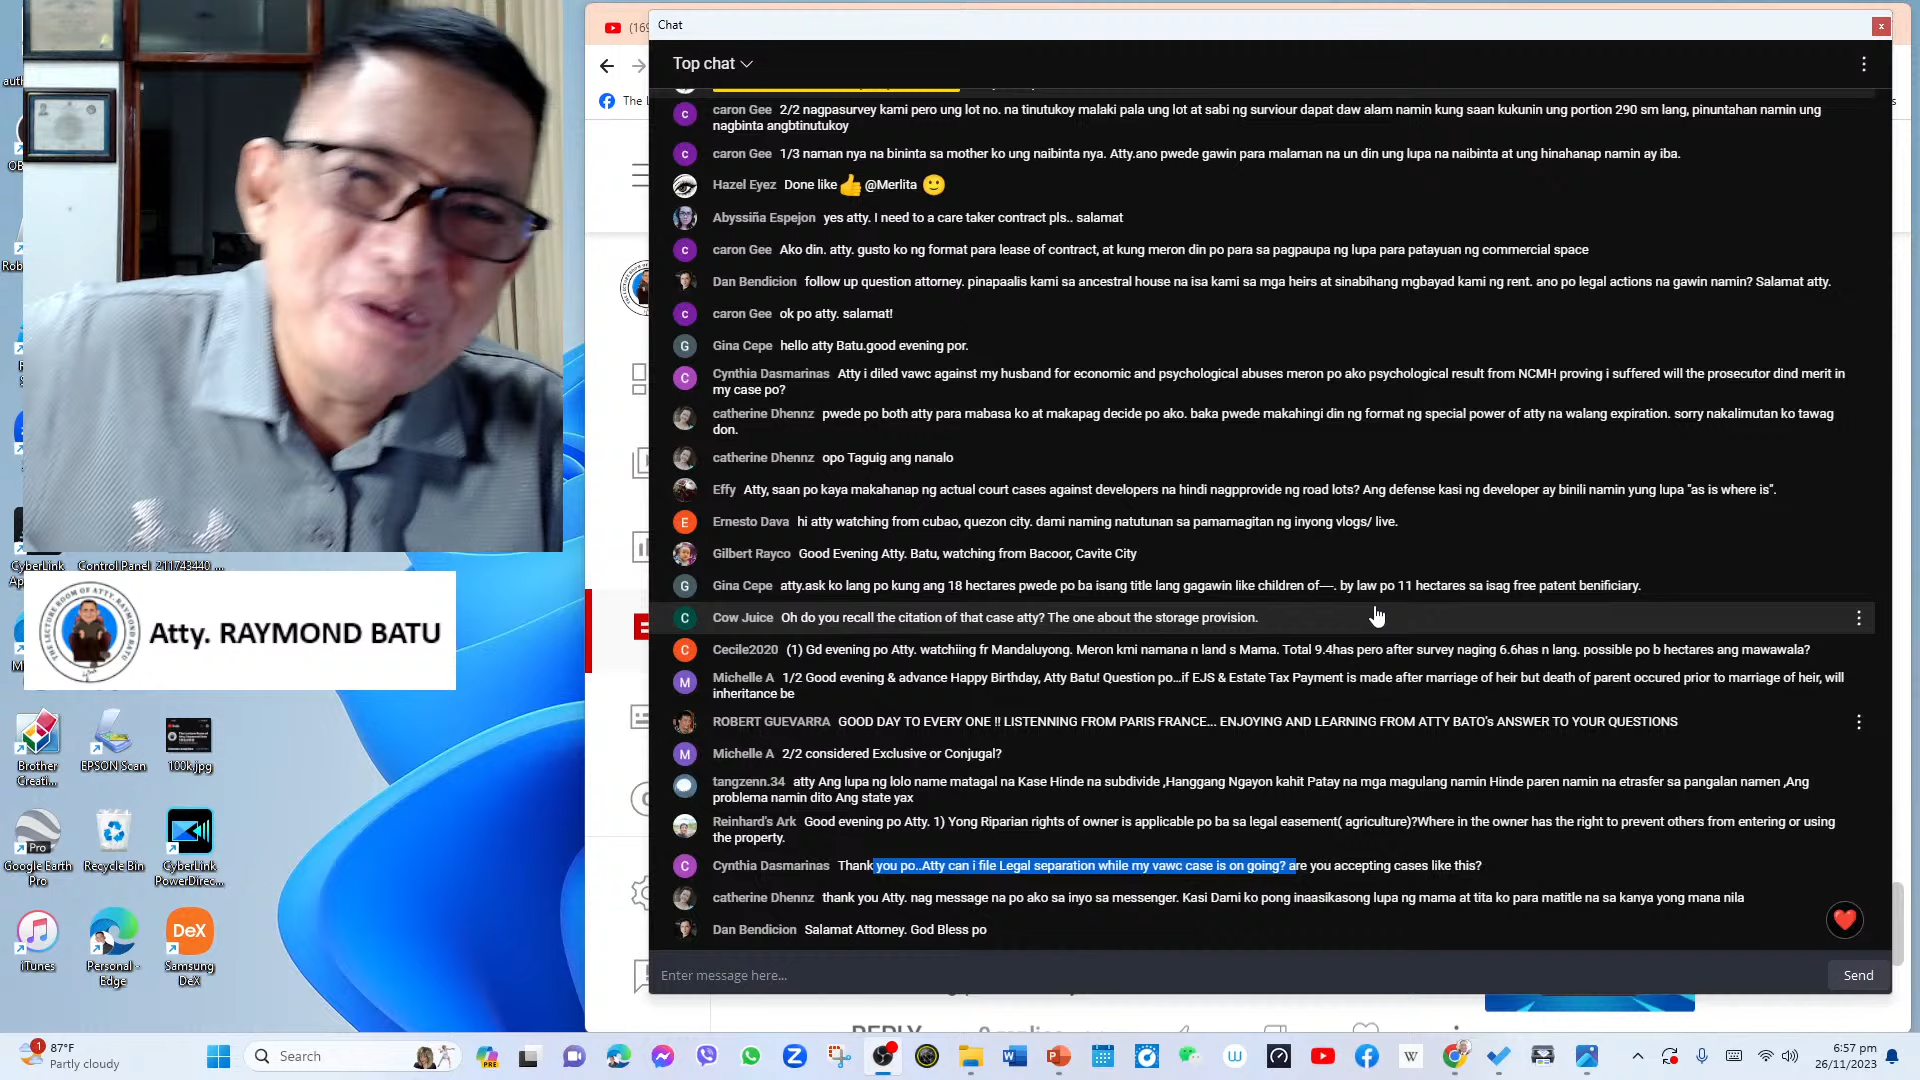 Chat
Top chat
caron Gee 2/2 nagpasurvey kami pero ung lot no. na tinutukoy malaki pala ung lot at sabi ng surviour dapat daw alam namin kung saan kukunin ung portion 290 sm lang, pinuntahan namin ung
nagbinta angbtinutukoy
caron Gee 1/3 naman nya na bininta sa mother ko ung naibinta nya. Atty.ano pwede gawin para malaman na un din ung lupa na naibinta at ung hinahanap namin ay iba.
Hazel Eyez Done like 👍 @Merlita 🙂
Abyssiña Espejon yes atty. I need to a care taker contract pls.. salamat
caron Gee Ako din. atty. gusto ko ng format para lease of contract, at kung meron din po para sa pagpaupa ng lupa para patayuan ng commercial space
Dan Bendicion follow up question attorney. pinapaalis kami sa ancestral house na isa kami sa mga heirs at sinabihang mgbayad kami ng rent. ano po legal actions na gawin namin? Salamat atty.
caron Gee ok po atty. salamat!
Gina Cepe hello atty Batu.good evening por.
Cynthia Dasmarinas Atty i diled vawc against my husband for economic and psychological abuses meron po ako psychological result from NCMH proving i suffered will the prosecutor dind merit in
my case po?
catherine Dhennz pwede po both atty para mabasa ko at makapag decide po ako. baka pwede makahingi din ng format ng special power of atty na walang expiration. sorry nakalimutan ko tawag
don.
catherine Dhennz opo Taguig ang nanalo
Effy Atty, saan po kaya makahanap ng actual court cases against developers na hindi nagpprovide ng road lots? Ang defense kasi ng developer ay binili namin yung lupa "as is where is".
Ernesto Dava hi atty watching from cubao, quezon city. dami naming natutunan sa pamamagitan ng inyong vlogs/ live.
Gilbert Rayco Good Evening Atty. Batu, watching from Bacoor, Cavite City
Gina Cepe atty.ask ko lang po kung ang 18 hectares pwede po ba isang title lang gagawin like children of----. by law po 11 hectares sa isag free patent benificiary.
Cow Juice Oh do you recall the citation of that case atty? The one about the storage provision.
Cecile2020 (1) Gd evening po Atty. watchiing fr Mandaluyong. Meron kmi namana n land s Mama. Total 9.4has pero after survey naging 6.6has n lang. possible po b hectares ang mawawala?
Michelle A 1/2 Good evening & advance Happy Birthday, Atty Batu! Question po...if EJS & Estate Tax Payment is made after marriage of heir but death of parent occured prior to marriage of heir, will
inheritance be
ROBERT GUEVARRA GOOD DAY TO EVERY ONE !! LISTENNING FROM PARIS FRANCE... ENJOYING AND LEARNING FROM ATTY BATO's ANSWER TO YOUR QUESTIONS
Michelle A 2/2 considered Exclusive or Conjugal?
tangzenn.34 atty Ang lupa ng lolo name matagal na Kase Hinde na subdivide ,Hanggang Ngayon kahit Patay na mga magulang namin Hinde paren namin na etrasfer sa pangalan namen ,Ang
problema namin dito Ang state yax
Reinhard's Ark Good evening po Atty. 1) Yong Riparian rights of owner is applicable po ba sa legal easement( agriculture)?Where in the owner has the right to prevent others from entering or using
the property.
Cynthia Dasmarinas Thank you po..Atty can i file Legal separation while my vawc case is on going? are you accepting cases like this?
catherine Dhennz thank you Atty. nag message na po ako sa inyo sa messenger. Kasi Dami ko pong inaasikasong lupa ng mama at tita ko para matitle na sa kanya yong mana nila
Dan Bendicion Salamat Attorney. God Bless po
Enter message here...
Send
Control Panel
211743440 ...
Atty. RAYMOND BATU
Brother
Creati...
EPSON Scan
100k.jpg
Google Earth
Pro
Recycle Bin
CyberLink
PowerDirec...
iTunes
Personal -
Edge
Samsung
DeX
87°F
Partly cloudy
Search
6:57 pm
26/11/2023